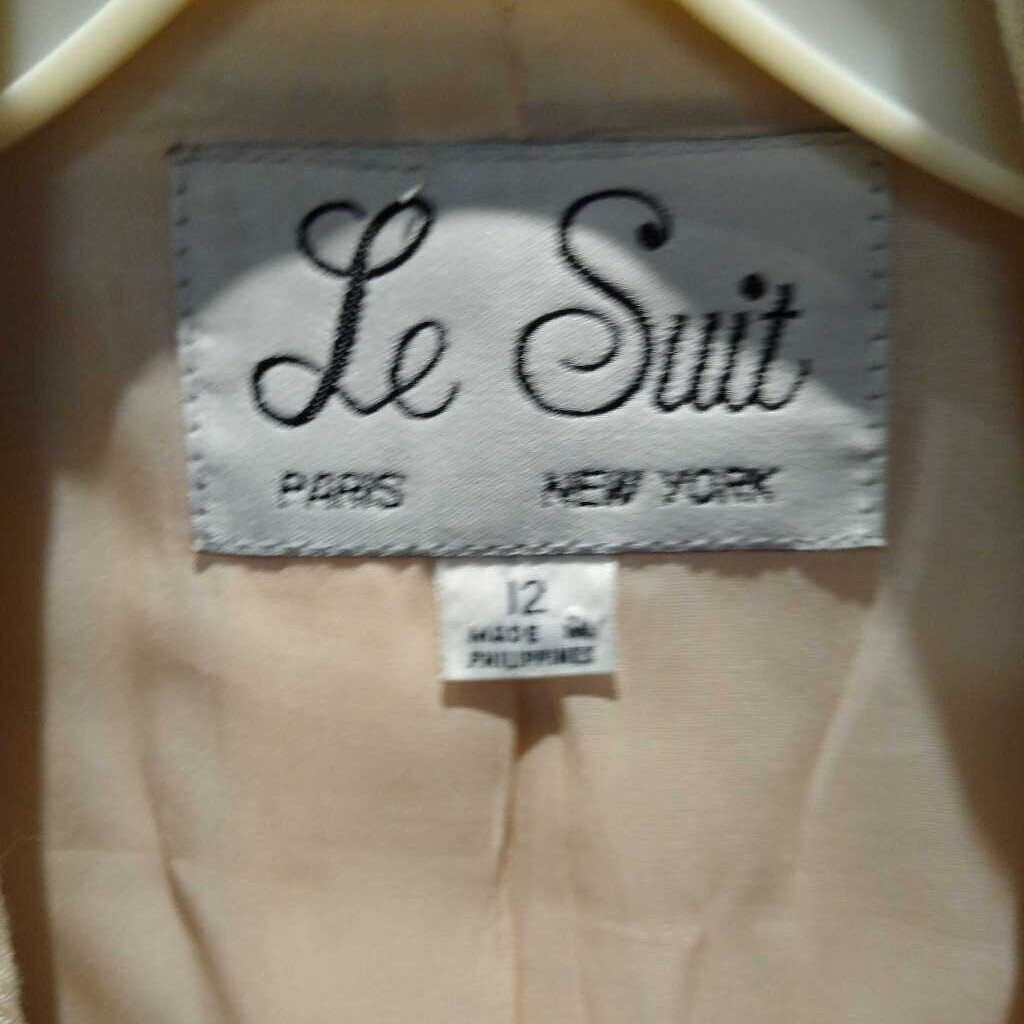 Le Suit
PARIS NEW YORK
12
MADE IN
PHILIPPINES